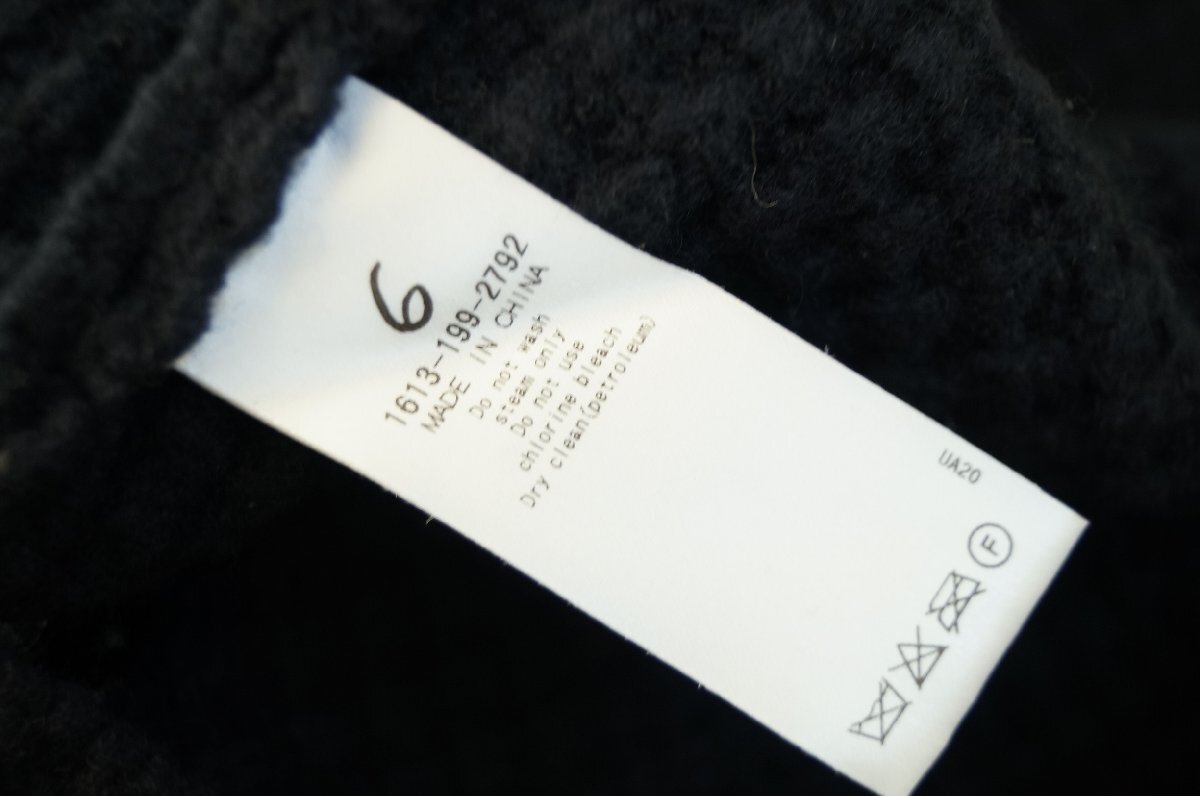 6
1613-199-2792
MADE IN CHINA
Do not wash
steam only
Do not use
chlorine bleach
Dry clean(petroleum)
UA20
F